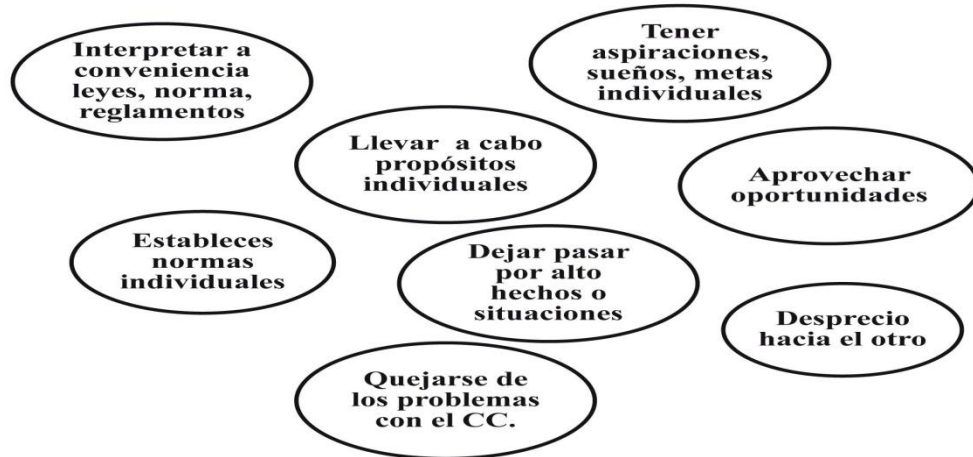 Interpretar a
conveniencia
leyes, norma,
reglamentos
Tener
aspiraciones,
sueños, metas
individuales
Llevar a cabo
propósitos
individuales
Aprovechar
oportunidades
Estableces
normas
individuales
Dejar pasar
por alto
hechos o
situaciones
Desprecio
hacia el otro
Quejarse de
los problemas
con el CC.